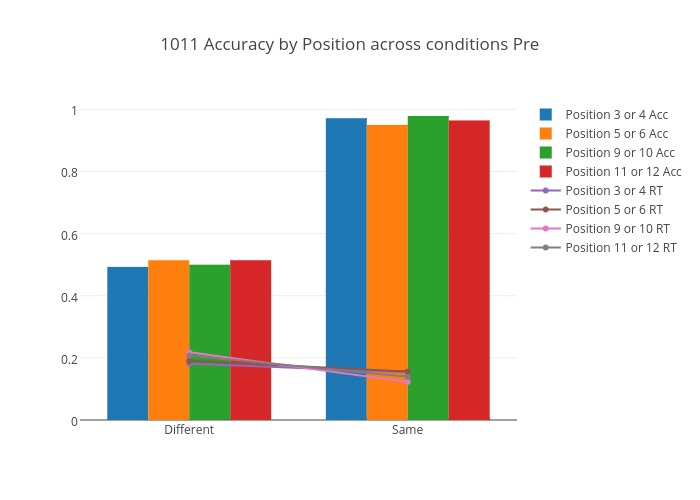 1011 Accuracy by Position across conditions Pre
1
0.8
0.6
0.4
0.2
0
Different
Same
Position 3 or 4 Acc
Position 5 or 6 Acc
Position 9 or 10 Acc
Position 11 or 12 Acc
Position 3 or 4 RT
Position 5 or 6 RT
Position 9 or 10 RT
Position 11 or 12 RT